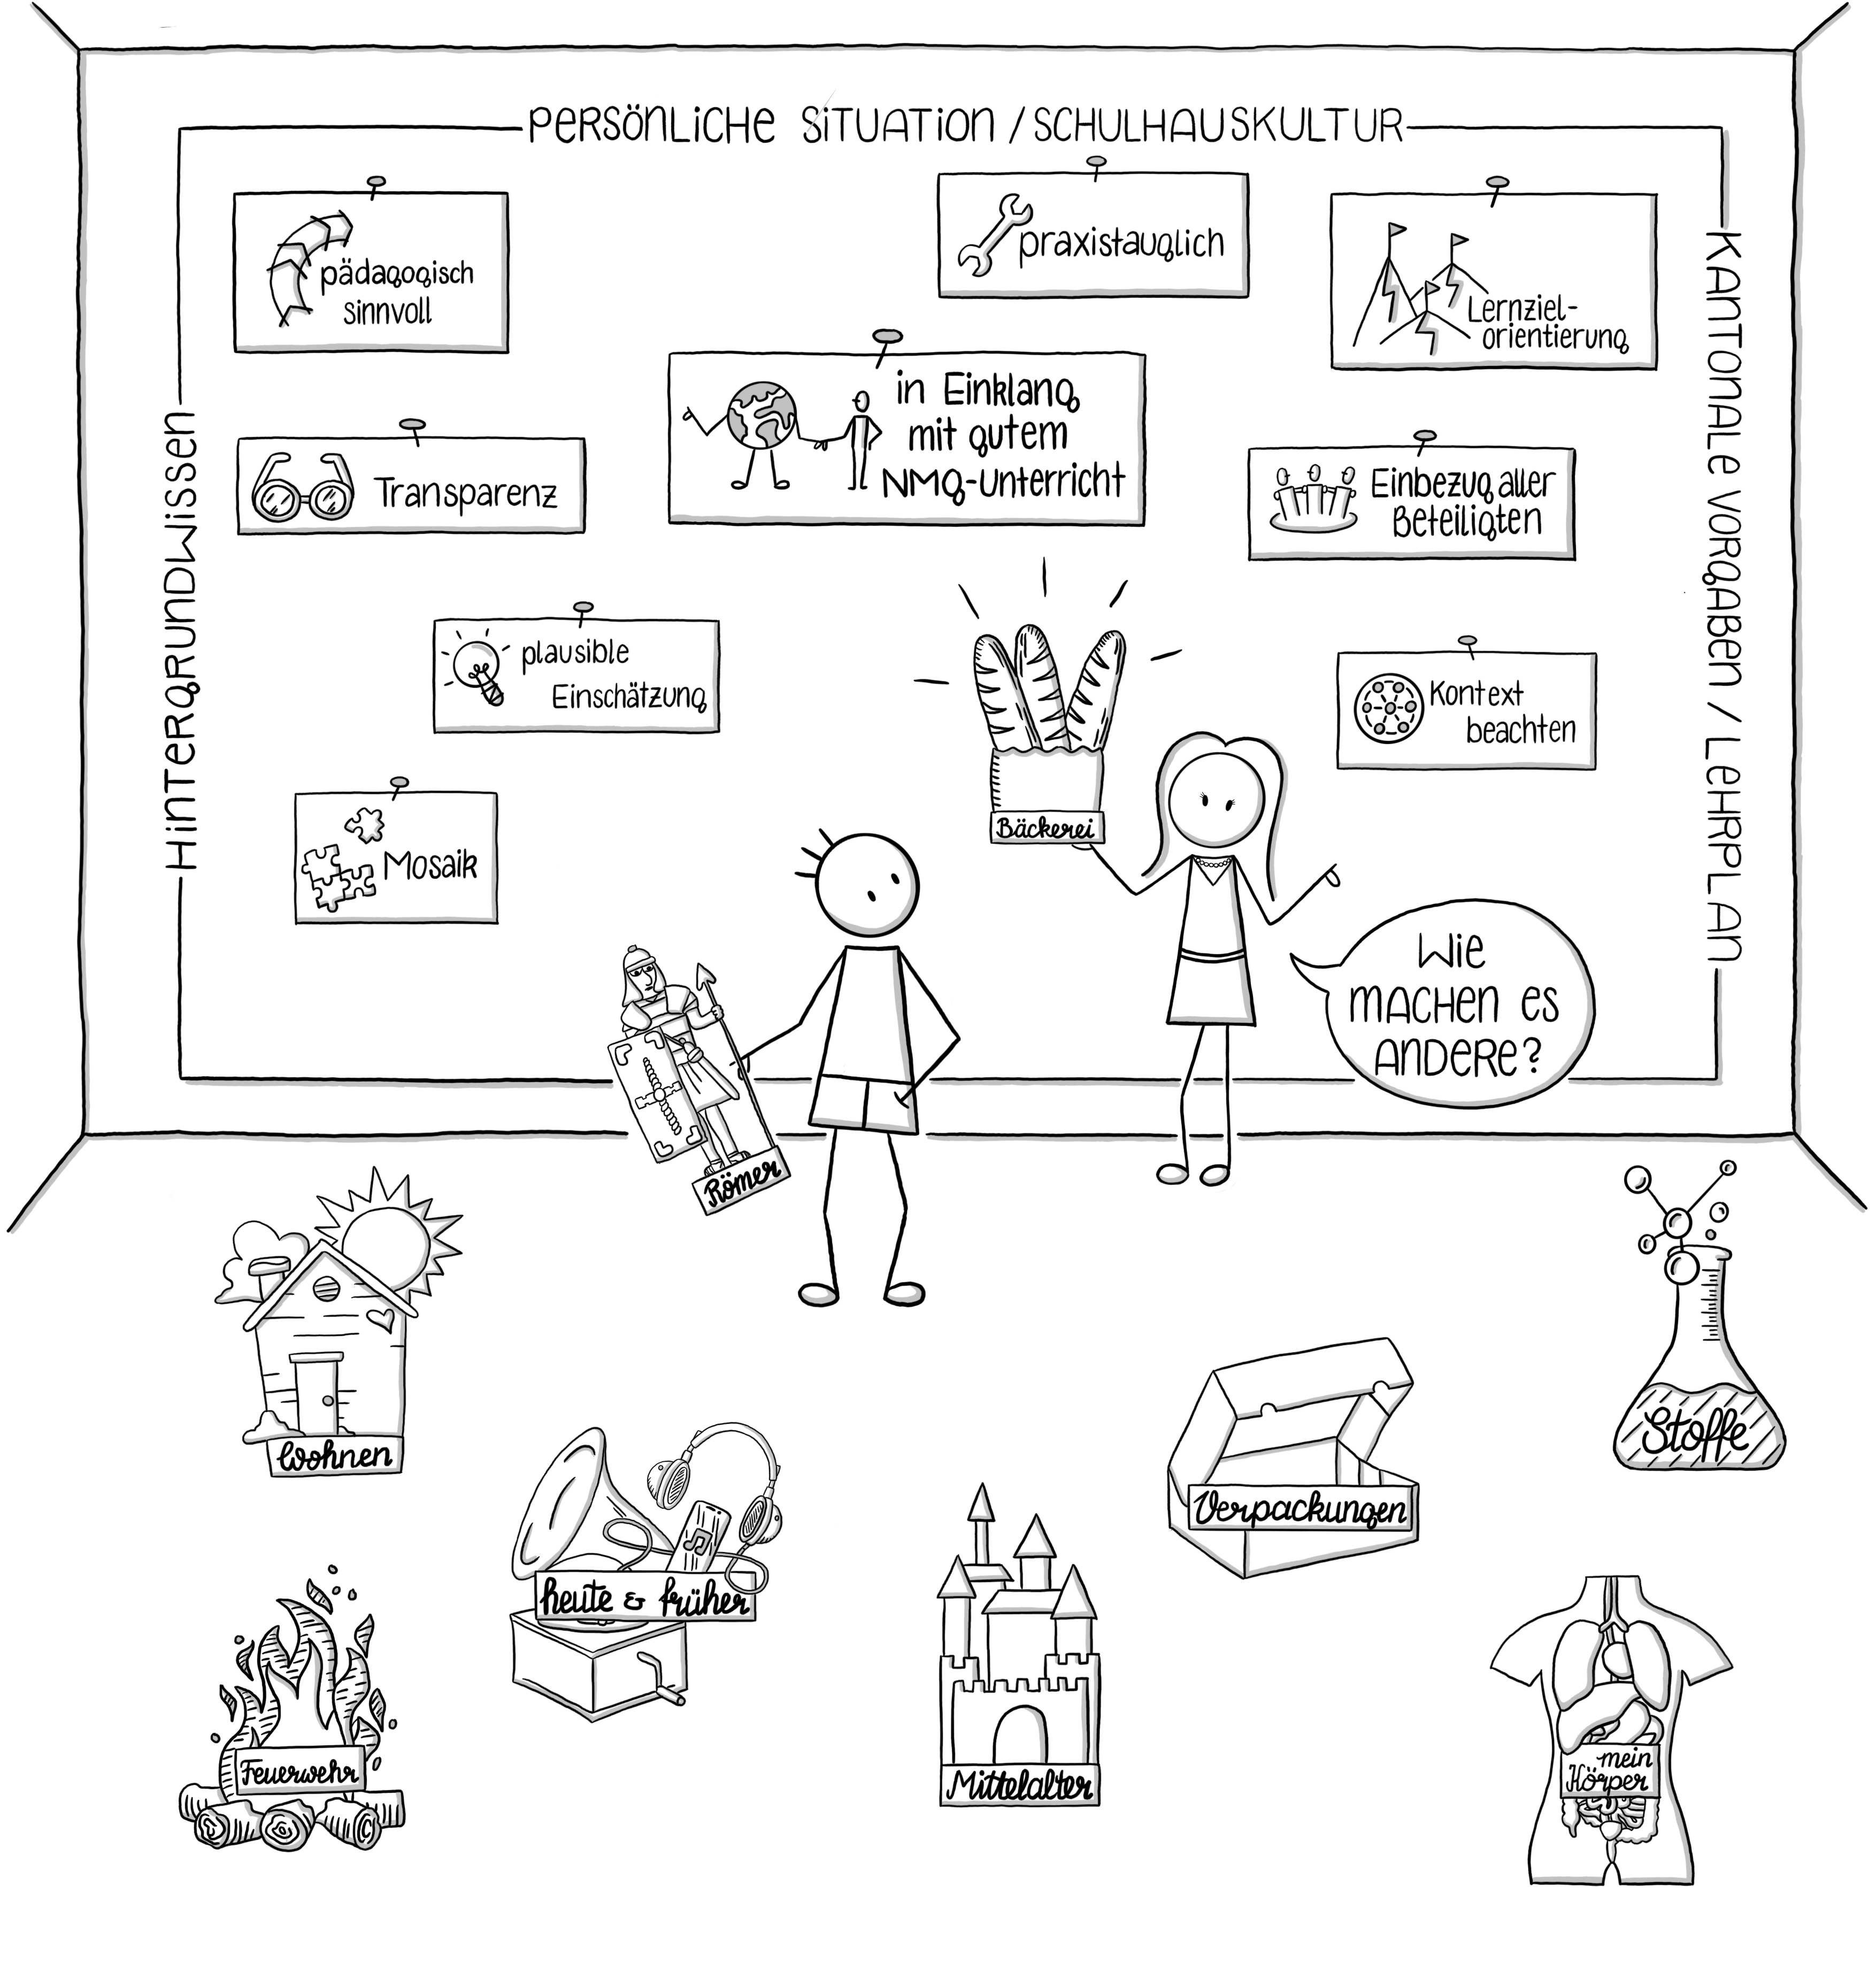 PERSÖNLICHE SITUATION / SCHULHAUSKULTUR
HINTERGRUNDWISSEN
KANTONALE VORGABEN / LEHRPLAN
pädagogisch
sinnvoll
praxistauglich
Lernziel-
orientierung
in Einklang
mit gutem
NMG-Unterricht
Transparenz
Einbezug aller
Beteiligten
plausible
Einschätzung
Kontext
beachten
Mosaik
Bäckerei
Wie
machen es
andere?
Römer
Wohnen
Stoffe
Verpackungen
heute & früher
Feuerwehr
Mittelalter
mein
Körper